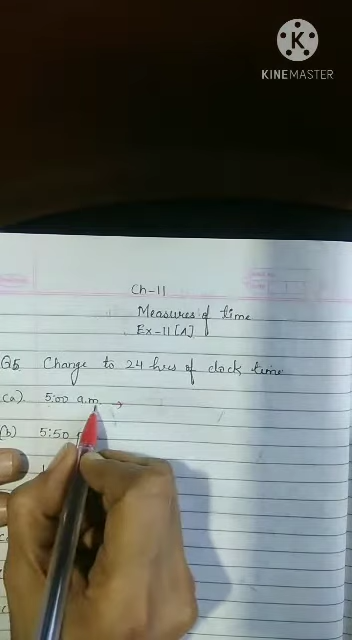 K
KINEMASTER
Ch-11
Measures of time
Ex-11[A]
Q5 Change to 24 hrs of clock time
(a). 5:00 a.m. →
(b) 5:50